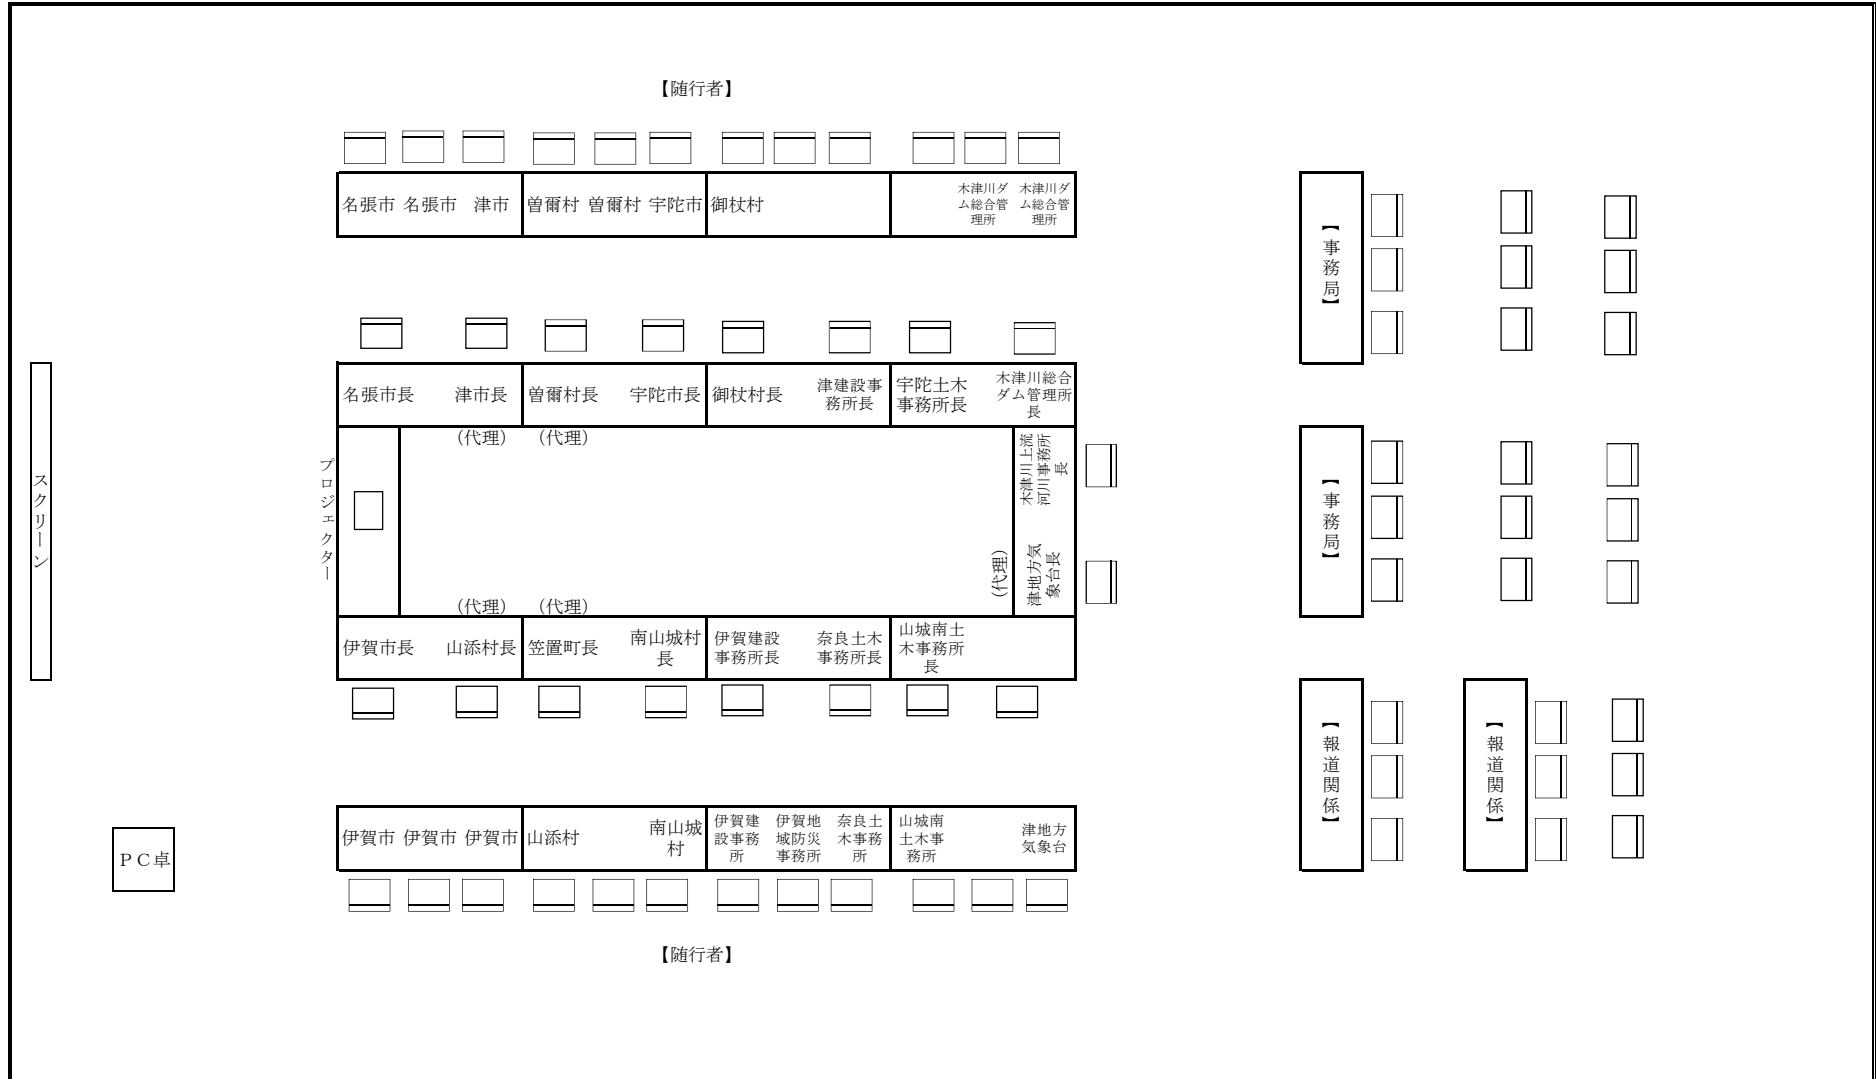 【随行者】
名張市 名張市 津市 曽爾村 曽爾村 宇陀市 御杖村
木津川ダ
ム総合管
理所
木津川ダ
ム総合管
理所
名張市長 津市長 曽爾村長 宇陀市長 御杖村長
津建設事
務所長
宇陀土木
事務所長
木津川総合
ダム管理所
長
(代理) (代理)
スクリーン
プロジェクター
木津川上流
河川事務所
長
津地方気
象台長
(代理)
(代理) (代理)
伊賀市長 山添村長 笠置町長
南山城村
長
伊賀建設
事務所長
奈良土木
事務所長
山城南土
木事務所
長
伊賀市 伊賀市 伊賀市 山添村
南山城
村
伊賀建
設事務
所
伊賀地
域防災
事務所
奈良土
木事務
所
山城南
土木事
務所
津地方
気象台
【随行者】
ＰＣ卓
【事務局】
【事務局】
【報道関係】
【報道関係】